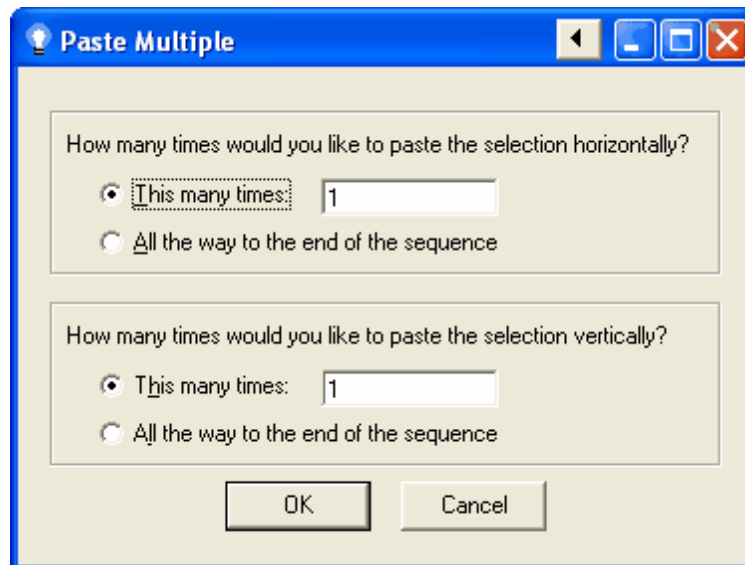 Paste Multiple
How many times would you like to paste the selection horizontally?
This many times: 1
All the way to the end of the sequence
How many times would you like to paste the selection vertically?
This many times: 1
All the way to the end of the sequence
OK Cancel